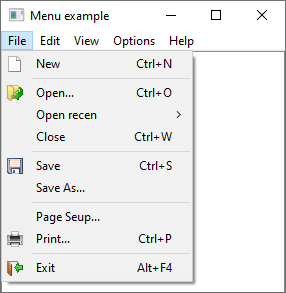 Menu example
File Edit View Options Help
New Ctrl+N
Open... Ctrl+O
Open recen
Close Ctrl+W
Save Ctrl+S
Save As...
Page Seup...
Print... Ctrl+P
Exit Alt+F4